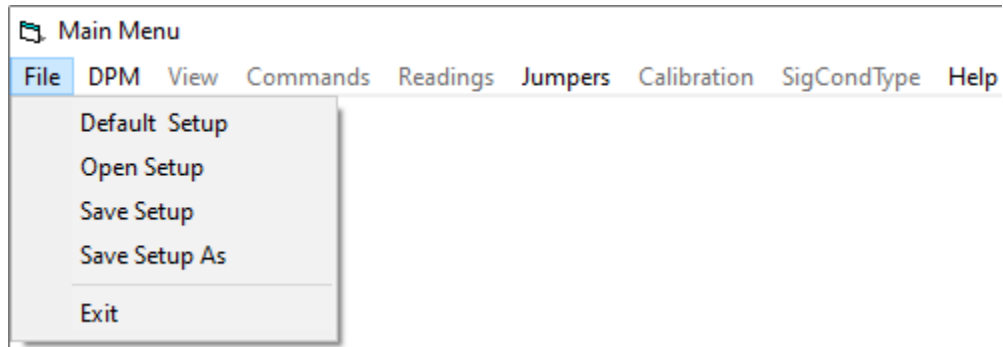 Main Menu
File DPM View Commands Readings Jumpers Calibration SigCondType Help
Default  Setup
Open Setup
Save Setup
Save Setup As
Exit